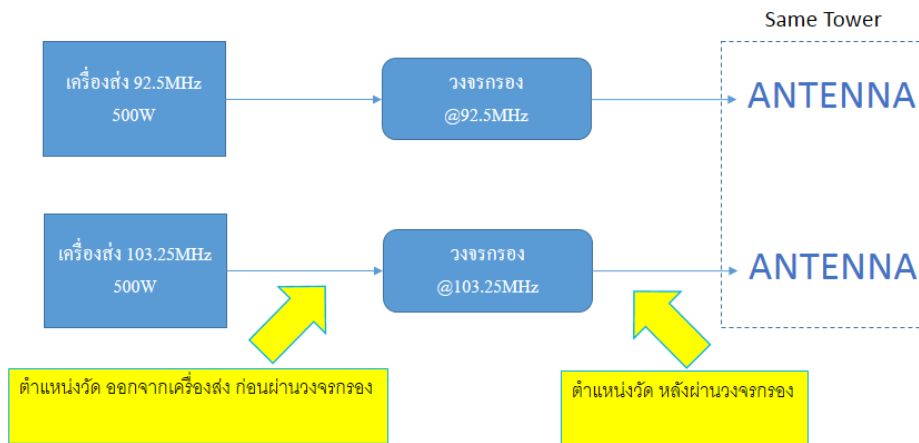 Same Tower
เครื่องส่ง 92.5MHz
500W
วงจรกรอง
@92.5MHz
ANTENNA
เครื่องส่ง 103.25MHz
500W
วงจรกรอง
@103.25MHz
ANTENNA
ตำแหน่งวัด ออกจากเครื่องส่ง ก่อนผ่านวงจรกรอง
ตำแหน่งวัด หลังผ่านวงจรกรอง